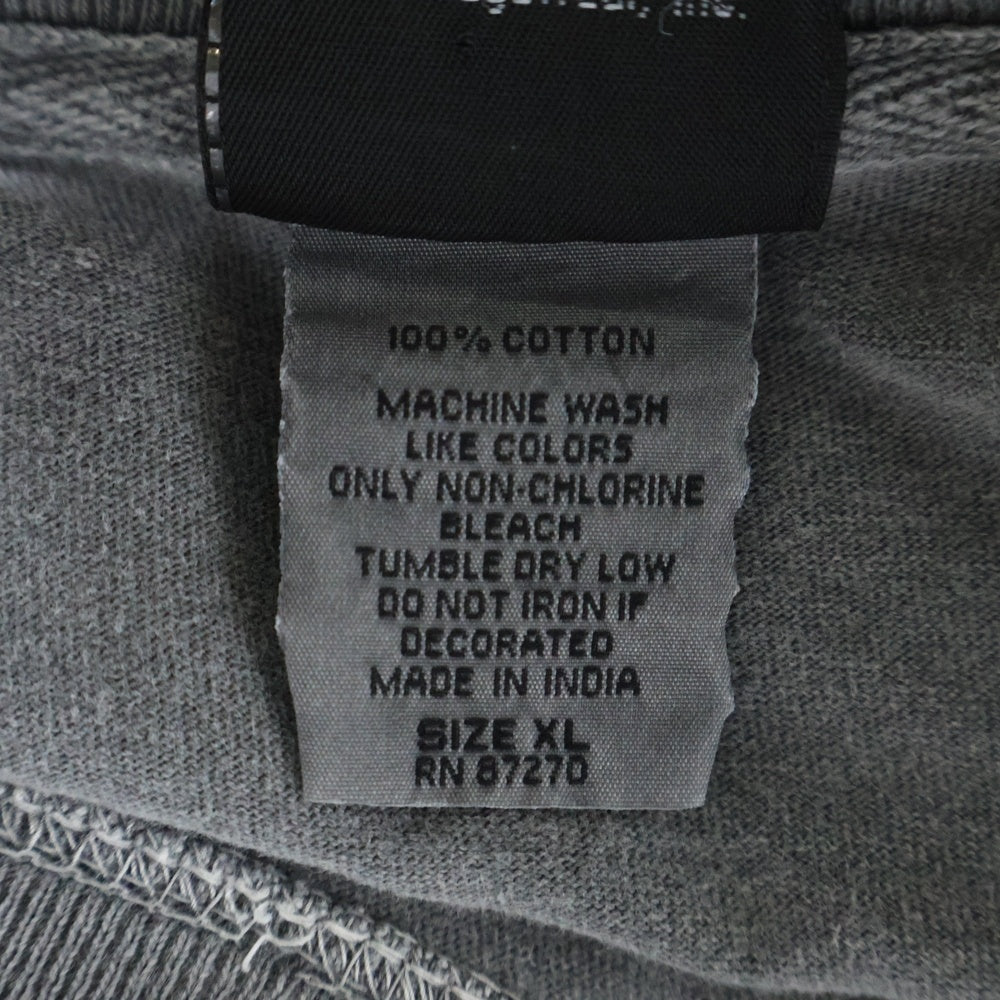 100% COTTON
MACHINE WASH
LIKE COLORS
ONLY NON-CHLORINE
BLEACH
TUMBLE DRY LOW
DO NOT IRON IF
DECORATED
MADE IN INDIA
SIZE XL
RN 87270